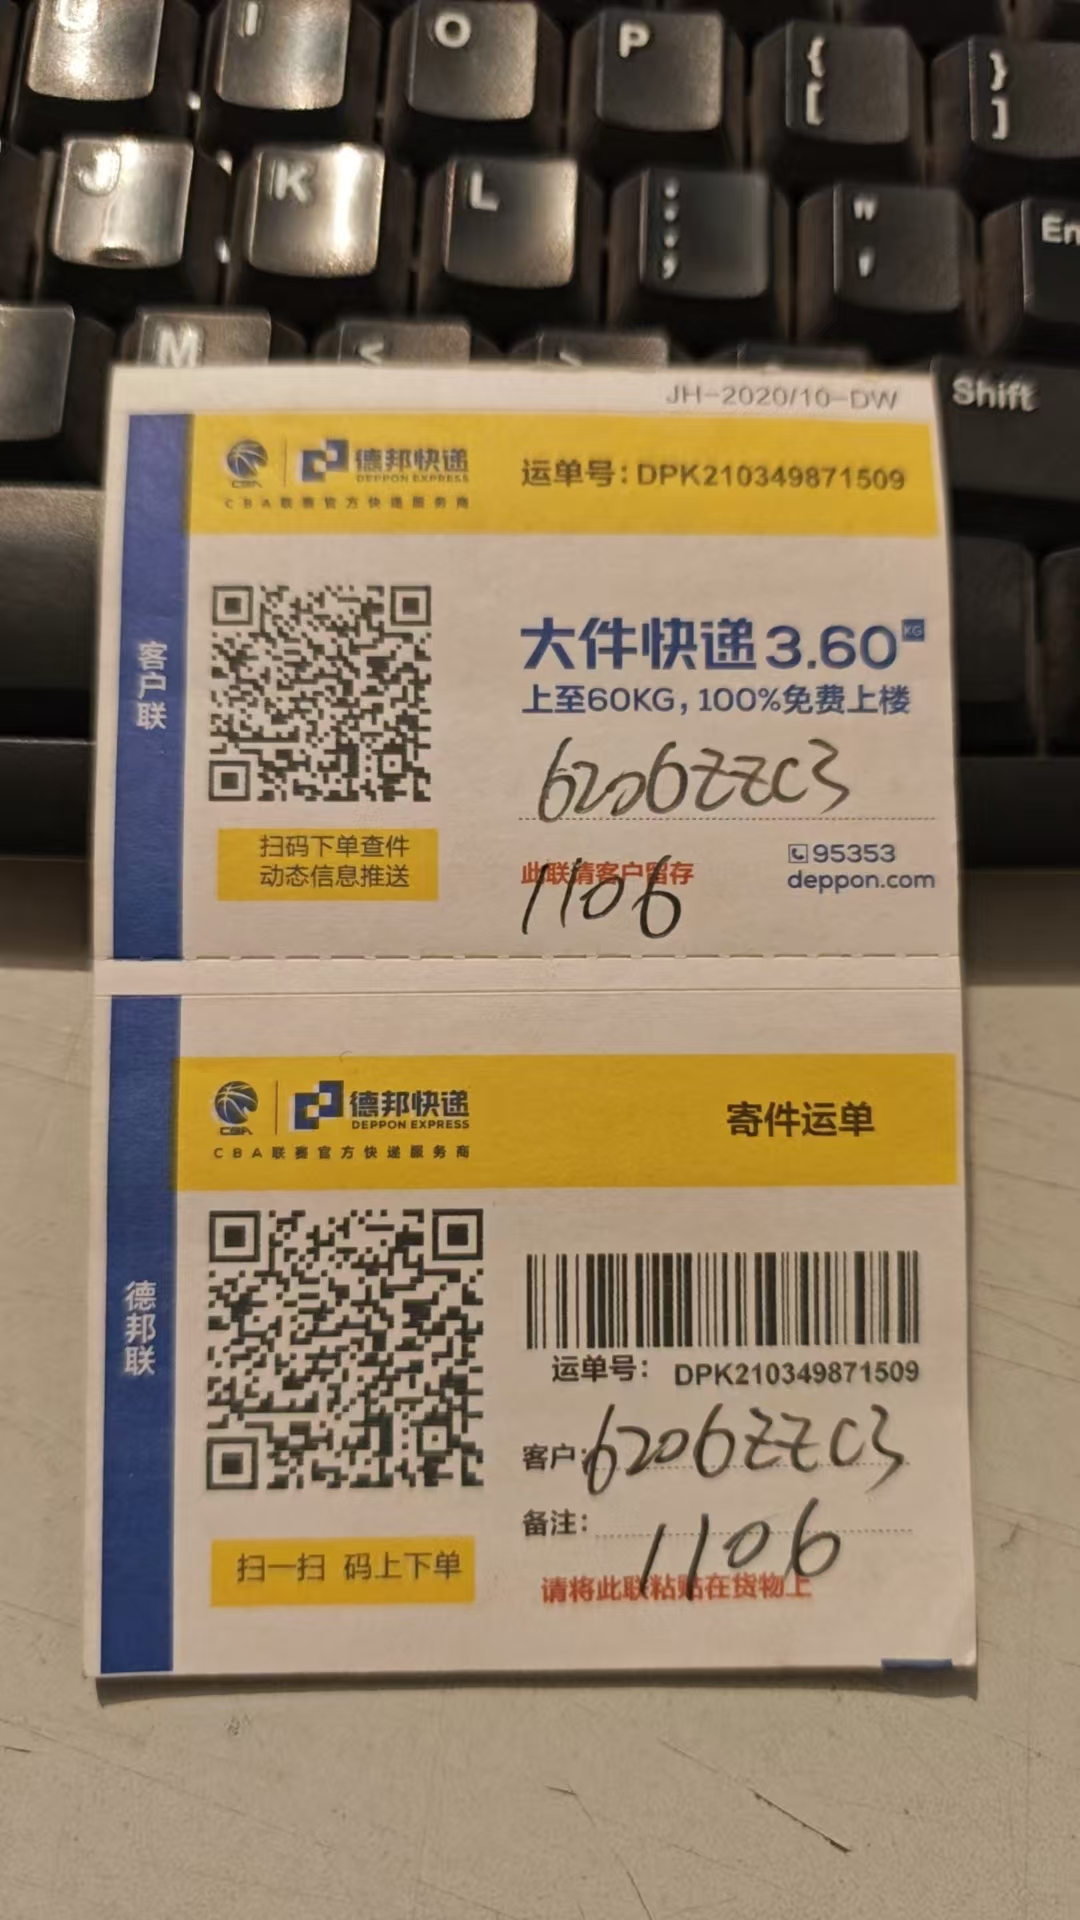 I
O
P
{
[
}
]
J
K
L
:
;
"
'
En
M
<
>
Shift
JH-2020/10-DW
CBA
德邦快递
DEPPON EXPRESS
CBA联赛官方快递服务商
运单号:DPK210349871509
客户联
大件快递3.60KG
上至60KG,100%免费上楼
6206ZZC3
扫码下单查件
动态信息推送
此联请客户留存
1106
95353
deppon.com
CBA
德邦快递
DEPPON EXPRESS
CBA联赛官方快递服务商
寄件运单
德邦联
运单号: DPK210349871509
客户:6206ZZC3
备注: 1106
扫一扫 码上下单
请将此联粘贴在货物上